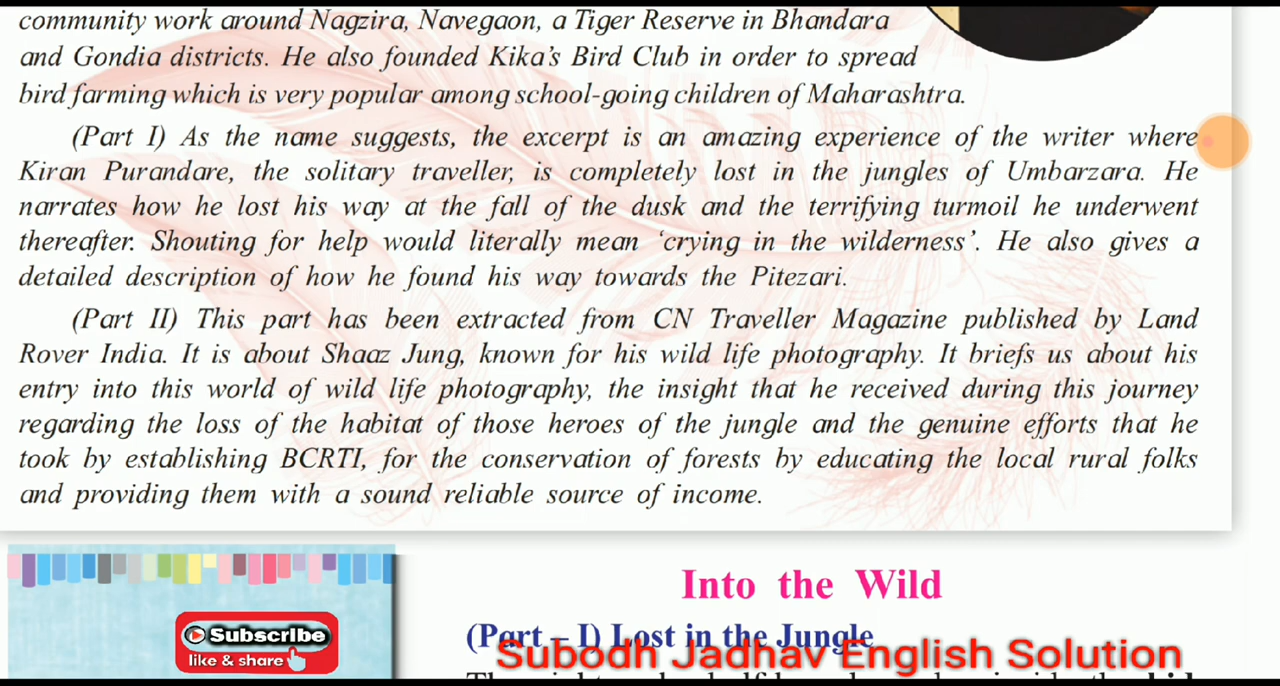 community work around Nagzira, Navegaon, a Tiger Reserve in Bhandara
and Gondia districts. He also founded Kika's Bird Club in order to spread
bird farming which is very popular among school-going children of Maharashtra.
(Part I) As the name suggests, the excerpt is an amazing experience of the writer where
Kiran Purandare, the solitary traveller, is completely lost in the jungles of Umbarzara. He
narrates how he lost his way at the fall of the dusk and the terrifying turmoil he underwent
thereafter. Shouting for help would literally mean 'crying in the wilderness'. He also gives a
detailed description of how he found his way towards the Pitezari.
(Part II) This part has been extracted from CN Traveller Magazine published by Land
Rover India. It is about Shaaz Jung, known for his wild life photography. It briefs us about his
entry into this world of wild life photography, the insight that he received during this journey
regarding the loss of the habitat of those heroes of the jungle and the genuine efforts that he
took by establishing BCRTI, for the conservation of forests by educating the local rural folks
and providing them with a sound reliable source of income.
Into the Wild
(Part – I) Lost in the Jungle
Subscribe
like & share
Subodh Jadhav English Solution